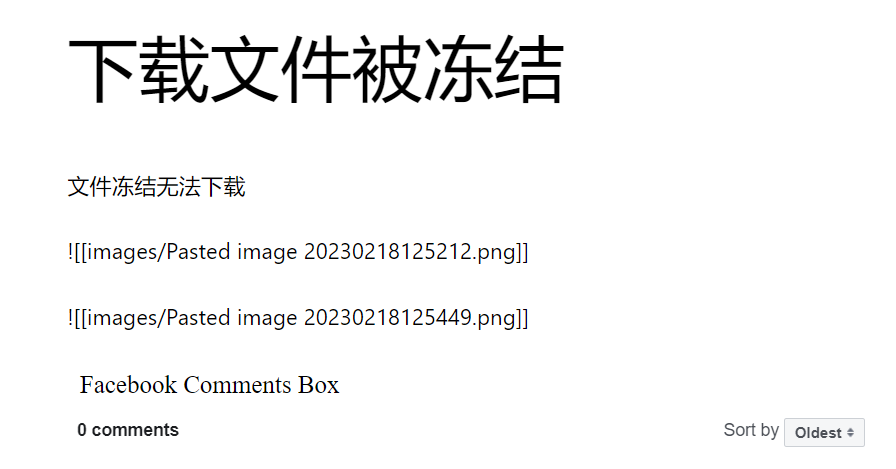 下载文件被冻结
文件冻结无法下载
![[images/Pasted image 20230218125212.png]]
![[images/Pasted image 20230218125449.png]]
Facebook Comments Box
0 comments Sort by Oldest